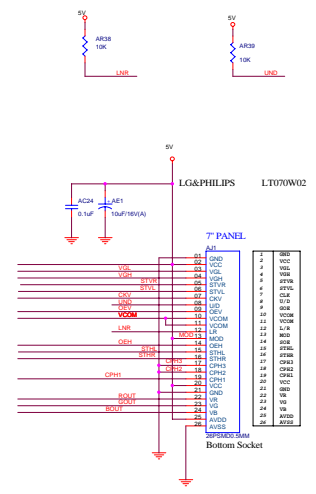 5V
5V
AR38
10K
AR39
10K
LNR
UND
5V
LG&PHILIPS LT070W02
AC24
0.1uF
AE1
10uF/16V(A)
7" PANEL
AJ1
01 GND
02 VCC
VGL 03 VGL
VGH 04 VGH
STVR 05 STVR
STVL 06 STVL
CKV 07 CKV
UND 08 U/D
OEV 09 OEV
VCOM 10 VCOM
11 VCOM
LNR 12 LR
MOD 13 MOD
OEH 14 OEH
STHL 15 STHL
STHR 16 STHR
CPH3 17 CPH3
CPH2 18 CPH2
CPH1 19 CPH1
20 VCC
21 GND
ROUT 22 VR
GOUT 23 VG
BOUT 24 VB
25 AVDD
26 AVSS
26PSMD0.5MM
Bottom Socket
1 GND
2 VCC
3 VGL
4 VGH
5 STVR
6 STVL
7 CLK
8 U/D
9 GOE
10 VCOM
11 VCOM
12 L/R
13 MOD
14 SOE
15 STHL
16 STHR
17 CPH3
18 CPH2
19 CPH1
20 VCC
21 GND
22 VR
23 VG
24 VB
25 AVDD
26 AVSS